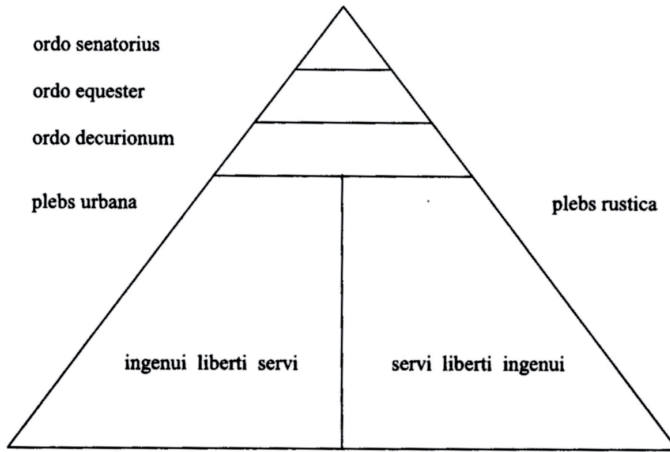 ordo senatorius
ordo equester
ordo decurionum
plebs urbana
plebs rustica
ingenui liberti servi
servi liberti ingenui